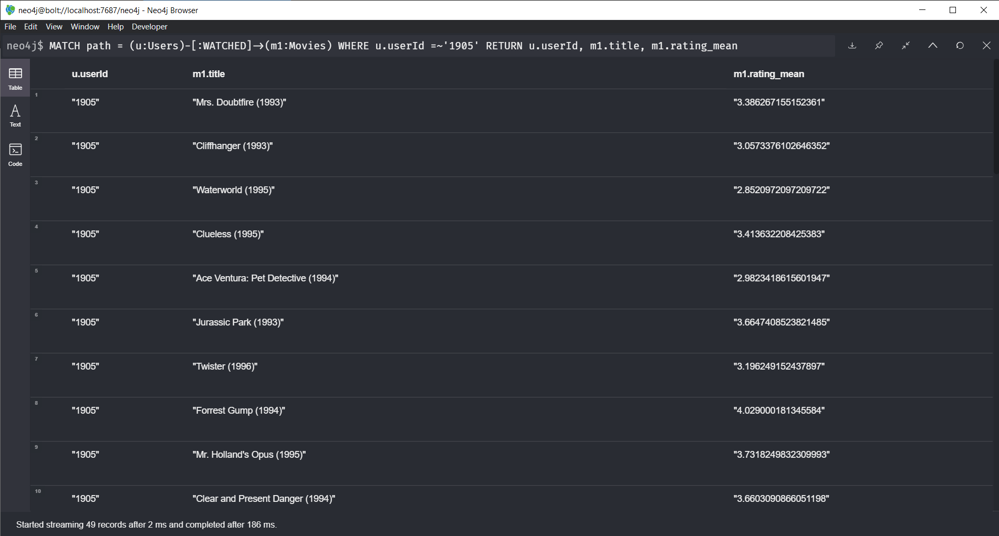 neo4j@bolt://localhost:7687/neo4j - Neo4j Browser
File Edit View Window Help Developer
neo4j$ MATCH path = (u:Users)-[:WATCHED]->(m1:Movies) WHERE u.userId =~'1905' RETURN u.userId, m1.title, m1.rating_mean
Table
Text
Code
u.userId m1.title m1.rating_mean
1 "1905" "Mrs. Doubtfire (1993)" "3.386267155152361"
2 "1905" "Cliffhanger (1993)" "3.0573376102646352"
3 "1905" "Waterworld (1995)" "2.8520972097209722"
4 "1905" "Clueless (1995)" "3.413632208425383"
5 "1905" "Ace Ventura: Pet Detective (1994)" "2.9823418615601947"
6 "1905" "Jurassic Park (1993)" "3.6647408523821485"
7 "1905" "Twister (1996)" "3.196249152437897"
8 "1905" "Forrest Gump (1994)" "4.029000181345584"
9 "1905" "Mr. Holland's Opus (1995)" "3.7318249832309993"
10 "1905" "Clear and Present Danger (1994)" "3.6603090866051198"
Started streaming 49 records after 2 ms and completed after 186 ms.